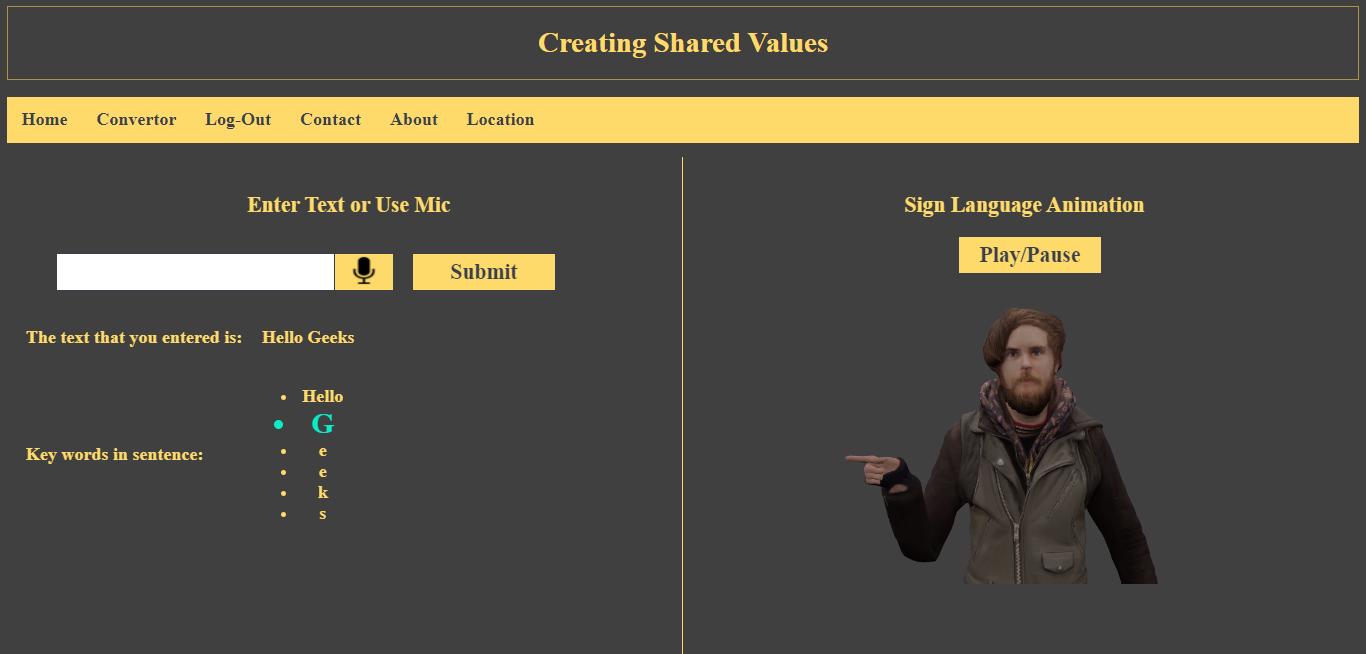 Creating Shared Values
Home Convertor Log-Out Contact About Location
Enter Text or Use Mic
Submit
The text that you entered is: Hello Geeks
Key words in sentence:
Hello
G
e
e
k
s
Sign Language Animation
Play/Pause